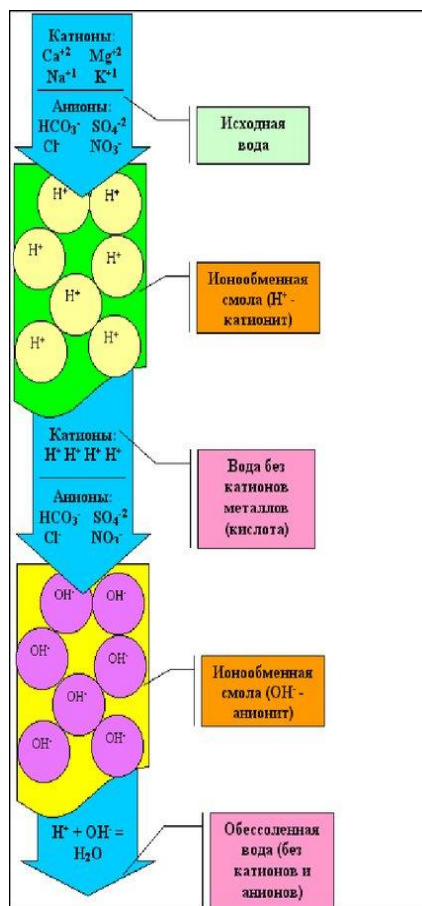 Катионы:
Ca⁺² Mg⁺²
Na⁺¹ K⁺¹
Анионы:
HCO₃⁻ SO₄⁻²
Cl⁻ NO₃⁻
Исходная
вода
H⁺
H⁺
H⁺
H⁺
H⁺
H⁺
H⁺
Ионообменная
смола (H⁺ -
катионит)
Катионы:
H⁺ H⁺ H⁺ H⁺
Анионы:
HCO₃⁻ SO₄⁻²
Cl⁻ NO₃⁻
Вода без
катионов
металлов
(кислота)
OH⁻
OH⁻
OH⁻
OH⁻
OH⁻
OH⁻
OH⁻
Ионообменная
смола (OH⁻ -
анионит)
H⁺ + OH⁻ =
H₂O
Обессоленная
вода (без
катионов и
анионов)